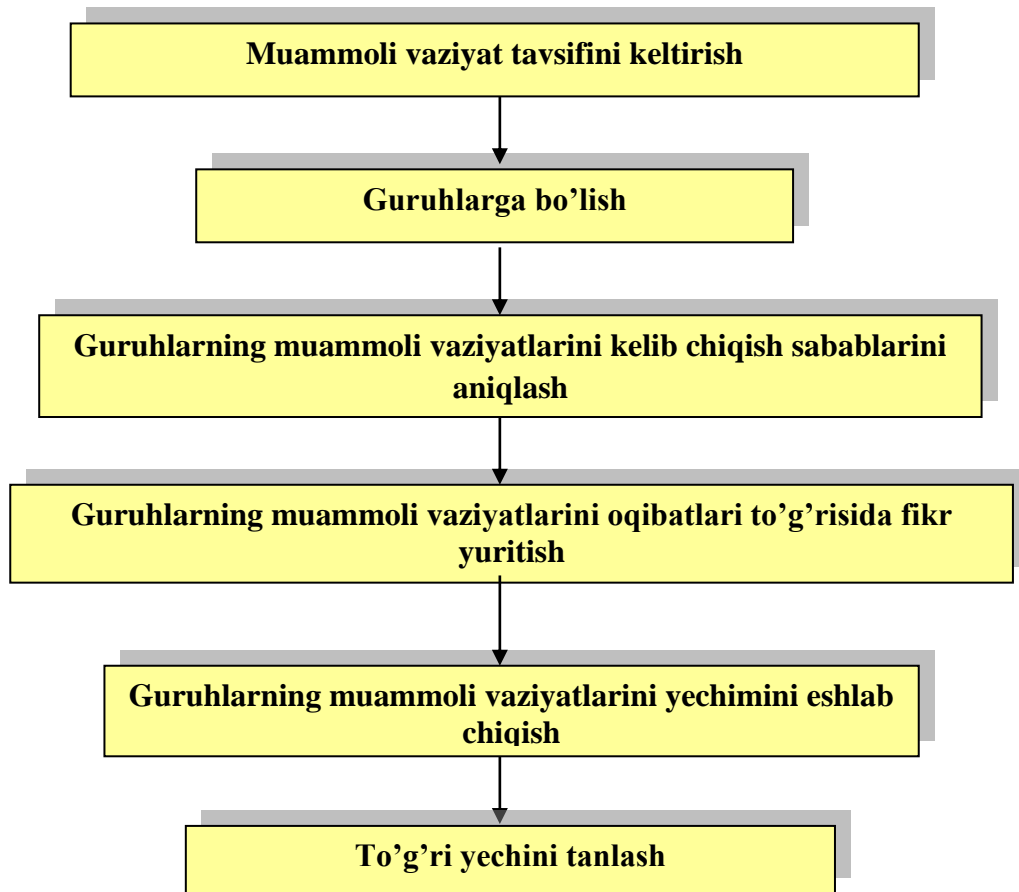 Muammoli vaziyat tavsifini keltirish
Guruhlarga bo’lish
Guruhlarning muammoli vaziyatlarini kelib chiqish sabablarini
aniqlash
Guruhlarning muammoli vaziyatlarini oqibatlari to’g’risida fikr
yuritish
Guruhlarning muammoli vaziyatlarini yechimini eshlab
chiqish
To’g’ri yechini tanlash